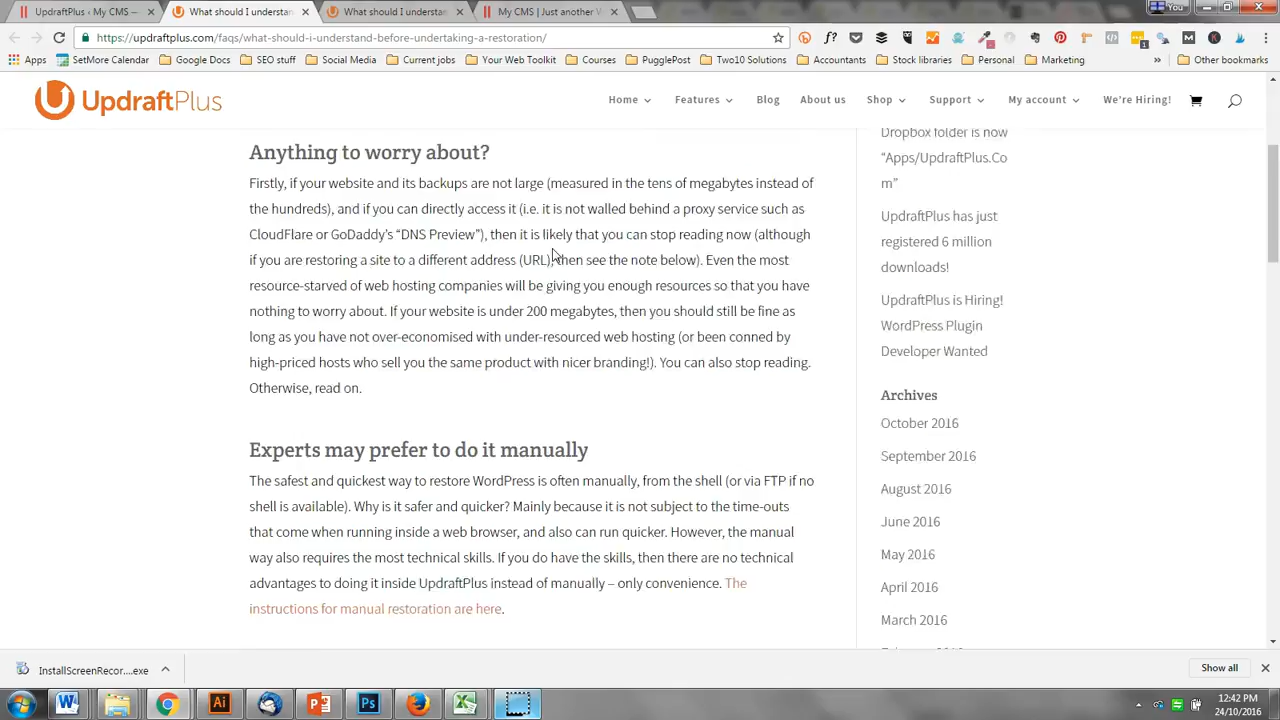 UpdraftPlus ‹ My CMS —
What should I understan
What should I understan
My CMS | Just another W
You
https://updraftplus.com/faqs/what-should-i-understand-before-undertaking-a-restoration/
f?
1
Apps
SetMore Calendar
Google Docs
SEO stuff
Social Media
Current jobs
Your Web Toolkit
Courses
PugglePost
Two10 Solutions
Accountants
Stock libraries
Personal
Marketing
»
Other bookmarks
UpdraftPlus
Home
Features
Blog
About us
Shop
Support
My account
We're Hiring!
Anything to worry about?
Firstly, if your website and its backups are not large (measured in the tens of megabytes instead of
the hundreds), and if you can directly access it (i.e. it is not walled behind a proxy service such as
CloudFlare or GoDaddy's “DNS Preview”), then it is likely that you can stop reading now (although
if you are restoring a site to a different address (URL), then see the note below). Even the most
resource-starved of web hosting companies will be giving you enough resources so that you have
nothing to worry about. If your website is under 200 megabytes, then you should still be fine as
long as you have not over-economised with under-resourced web hosting (or been conned by
high-priced hosts who sell you the same product with nicer branding!). You can also stop reading.
Otherwise, read on.
Experts may prefer to do it manually
The safest and quickest way to restore WordPress is often manually, from the shell (or via FTP if no
shell is available). Why is it safer and quicker? Mainly because it is not subject to the time-outs
that come when running inside a web browser, and also can run quicker. However, the manual
way also requires the most technical skills. If you do have the skills, then there are no technical
advantages to doing it inside UpdraftPlus instead of manually – only convenience. The
instructions for manual restoration are here.
Dropbox folder is now
“Apps/UpdraftPlus.Co
m”
UpdraftPlus has just
registered 6 million
downloads!
UpdraftPlus is Hiring!
WordPress Plugin
Developer Wanted
Archives
October 2016
September 2016
August 2016
June 2016
May 2016
April 2016
March 2016
InstallScreenRecor....exe
Show all
12:42 PM
24/10/2016